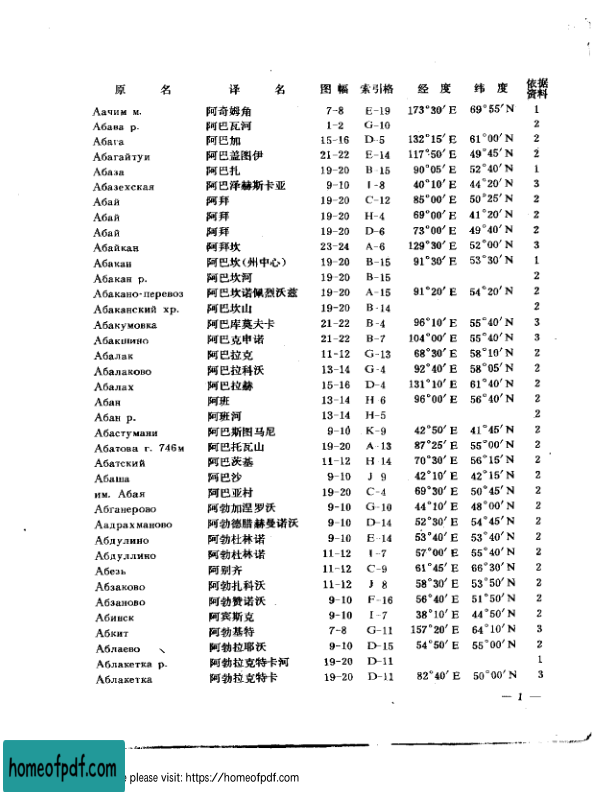 原 名 译 名 图 幅 索引格 经 度 纬 度 依据资料
Аачим м. 阿奇姆角 7-8 E-19 173°30′E 69°55′N 1
Абава р. 阿巴瓦河 1-2 G-10 2
Абага 阿巴加 15-16 D-5 132°15′E 61°00′N 2
Абагайтуи 阿巴盖图伊 21-22 E-14 117°50′E 49°45′N 2
Абаза 阿巴扎 19-20 B-15 90°05′E 52°40′N 1
Абазехская 阿巴泽赫斯卡亚 9-10 I-8 40°10′E 44°20′N 3
Абай 阿拜 19-20 C-12 85°00′E 50°25′N 2
Абай 阿拜 19-20 H-4 69°00′E 41°20′N 2
Абай 阿拜 19-20 D-6 73°00′E 49°40′N 2
Абайкан 阿拜坎 23-24 A-6 129°30′E 52°00′N 3
Абакан 阿巴坎(州中心) 19-20 B-15 91°30′E 53°30′N 1
Абакан р. 阿巴坎河 19-20 B-15 2
Абакано-перевоз 阿巴坎诺佩烈沃兹 19-20 A-15 91°20′E 54°20′N 2
Абаканский хр. 阿巴坎山 19-20 B-14 2
Абакумовка 阿巴库莫夫卡 21-22 B-4 96°10′E 55°40′N 3
Абакшино 阿巴克申诺 21-22 B-7 104°00′E 55°40′N 3
Абалак 阿巴拉克 11-12 G-13 68°30′E 58°10′N 2
Абалаково 阿巴拉科沃 13-14 G-4 92°40′E 58°05′N 2
Абалах 阿巴拉赫 15-16 D-4 131°10′E 61°40′N 2
Абан 阿班 13-14 H 6 96°00′E 56°40′N 2
Абан р. 阿班河 13-14 H-5 2
Абастумани 阿巴斯图马尼 9-10 K-9 42°50′E 41°45′N 2
Абатова г. 746м 阿巴托瓦山 19-20 A-13 87°25′E 55°00′N 2
Абатский 阿巴茨基 11-12 H 14 70°30′E 56°15′N 2
Абаша 阿巴沙 9-10 J 9 42°10′E 42°15′N 2
им. Абая 阿巴亚村 19-20 C-4 69°30′E 50°45′N 2
Абганерово 阿勃加涅罗沃 9-10 G-10 44°10′E 48°00′N 2
Аадрахманово 阿勃德腊赫曼诺沃 9-10 D-14 52°30′E 54°45′N 2
Абдулино 阿勃杜林诺 9-10 E-14 53°40′E 53°40′N 2
Абдуллино 阿勃杜林诺 11-12 I-7 57°00′E 55°40′N 2
Абезь 阿别齐 11-12 C-9 61°45′E 66°30′N 2
Абзаково 阿勃扎科沃 11-12 J 8 58°30′E 53°50′N 2
Абзаново 阿勃赞诺沃 9-10 F-16 56°40′E 51°50′N 2
Абинск 阿宾斯克 9-10 I-7 38°10′E 44°50′N 2
Абкит 阿勃基特 7-8 G-11 157°20′E 64°10′N 3
Аблаево 阿勃拉耶沃 9-10 D-15 54°50′E 55°00′N 2
Аблакетка р. 阿勃拉克特卡河 19-20 D-11 1
Аблакетка 阿勃拉克特卡 19-20 D-11 82°40′E 50°00′N 3
— 1 —
homeofpdf.com
please visit: https://homeofpdf.com